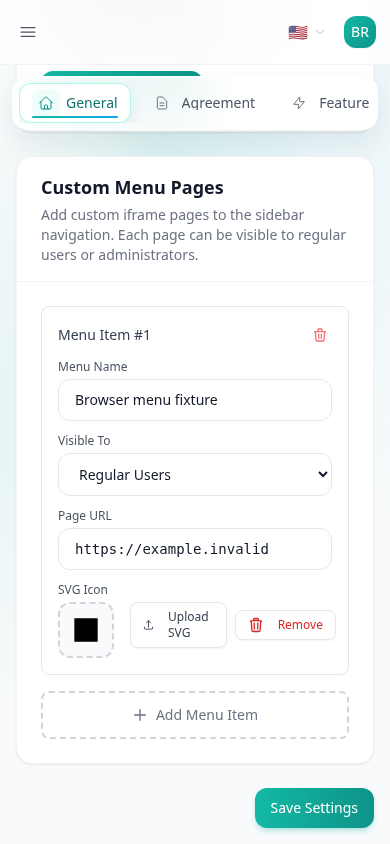 BR
General
Agreement
Feature
Custom Menu Pages
Add custom iframe pages to the sidebar
navigation. Each page can be visible to regular
users or administrators.
Menu Item #1
Menu Name
Browser menu fixture
Visible To
Regular Users
Page URL
https://example.invalid
SVG Icon
Upload
SVG
Remove
Add Menu Item
Save Settings